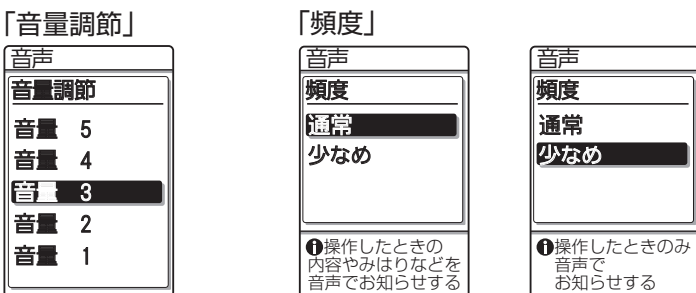 「音量調節」
音声
音量調節
音量 5
音量 4
音量 3
音量 2
音量 1
「頻度」
音声
頻度
通常
少なめ
❶操作したときの
内容やみはりなどを
音声でお知らせする
音声
頻度
通常
少なめ
❶操作したときのみ
音声で
お知らせする